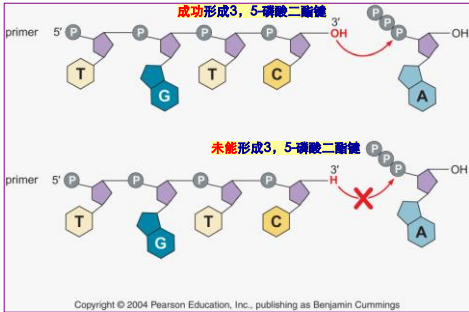 成功形成3，5-磷酸二酯键
primer 5' P P P P 3' OH P P P OH
T G T C A
未能形成3，5-磷酸二酯键
primer 5' P P P P 3' H P P P OH
T G T C A
Copyright © 2004 Pearson Education, Inc., publishing as Benjamin Cummings